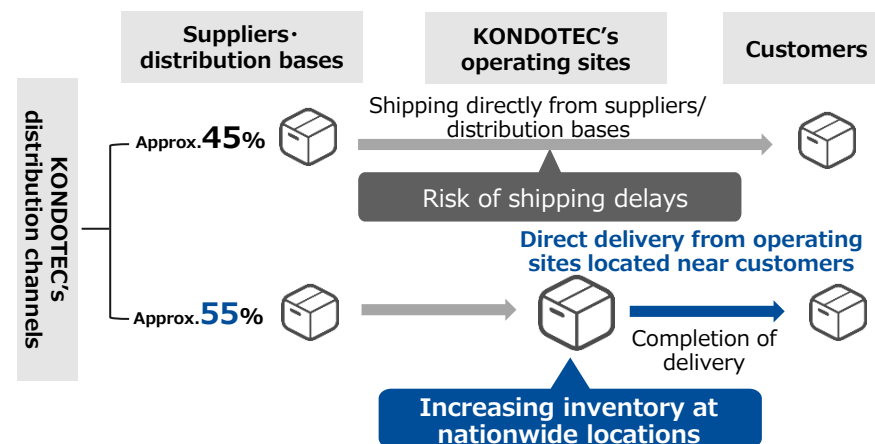 Suppliers・
distribution bases
KONDOTEC's
operating sites
Customers
KONDOTEC's
distribution channels
Approx.45%
Shipping directly from suppliers/
distribution bases
Risk of shipping delays
Approx.55%
Direct delivery from operating
sites located near customers
Completion of
delivery
Increasing inventory at
nationwide locations